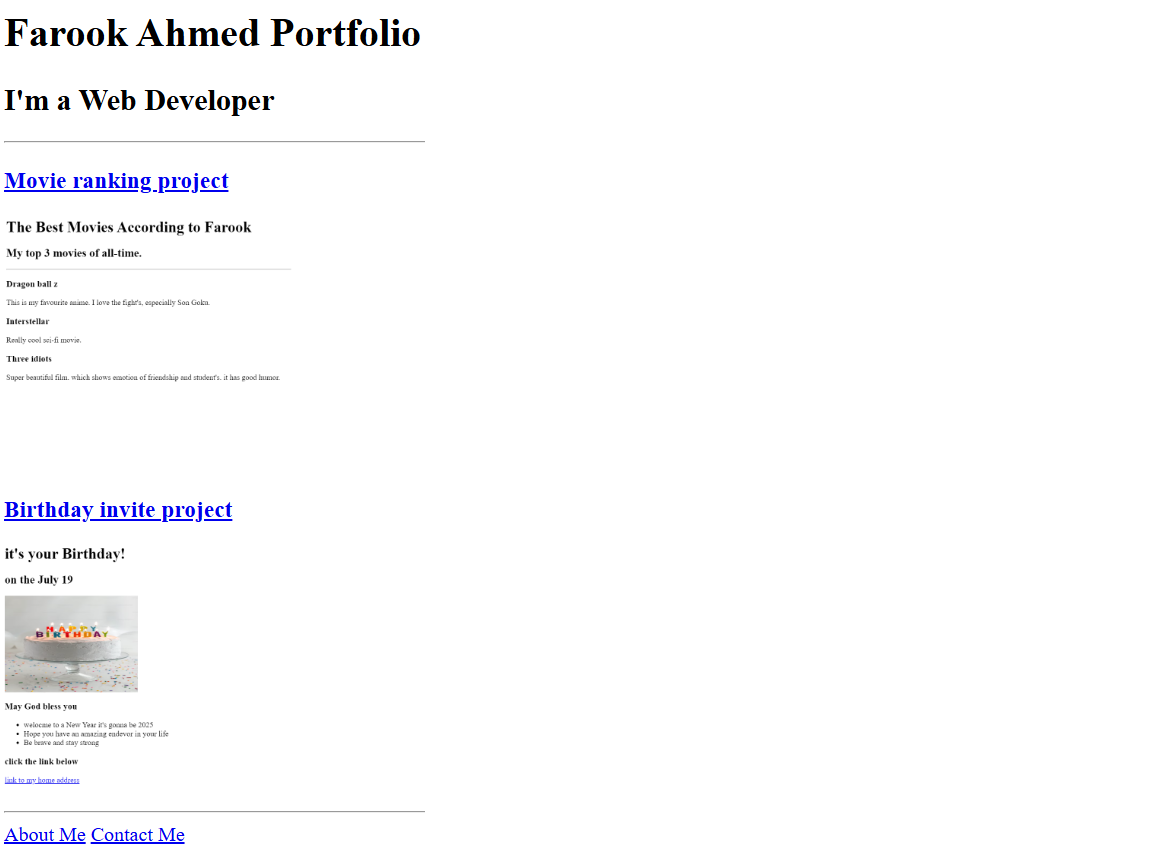 Farook Ahmed Portfolio
I'm a Web Developer
Movie ranking project
The Best Movies According to Farook
My top 3 movies of all-time.
Dragon ball z
This is my favourite anime. I love the fight's, especially Son Goku.
Interstellar
Really cool sci-fi movie.
Three idiots
Super beautiful film. which shows emotion of friendship and student's. it has good humor.
Birthday invite project
it's your Birthday!
on the July 19
HAPPY
BIRTHDAY
May God bless you
welcome to a New Year it's gonna be 2025
Hope you have an amazing endevor in your life
Be brave and stay strong
click the link below
link to my home address
About Me Contact Me